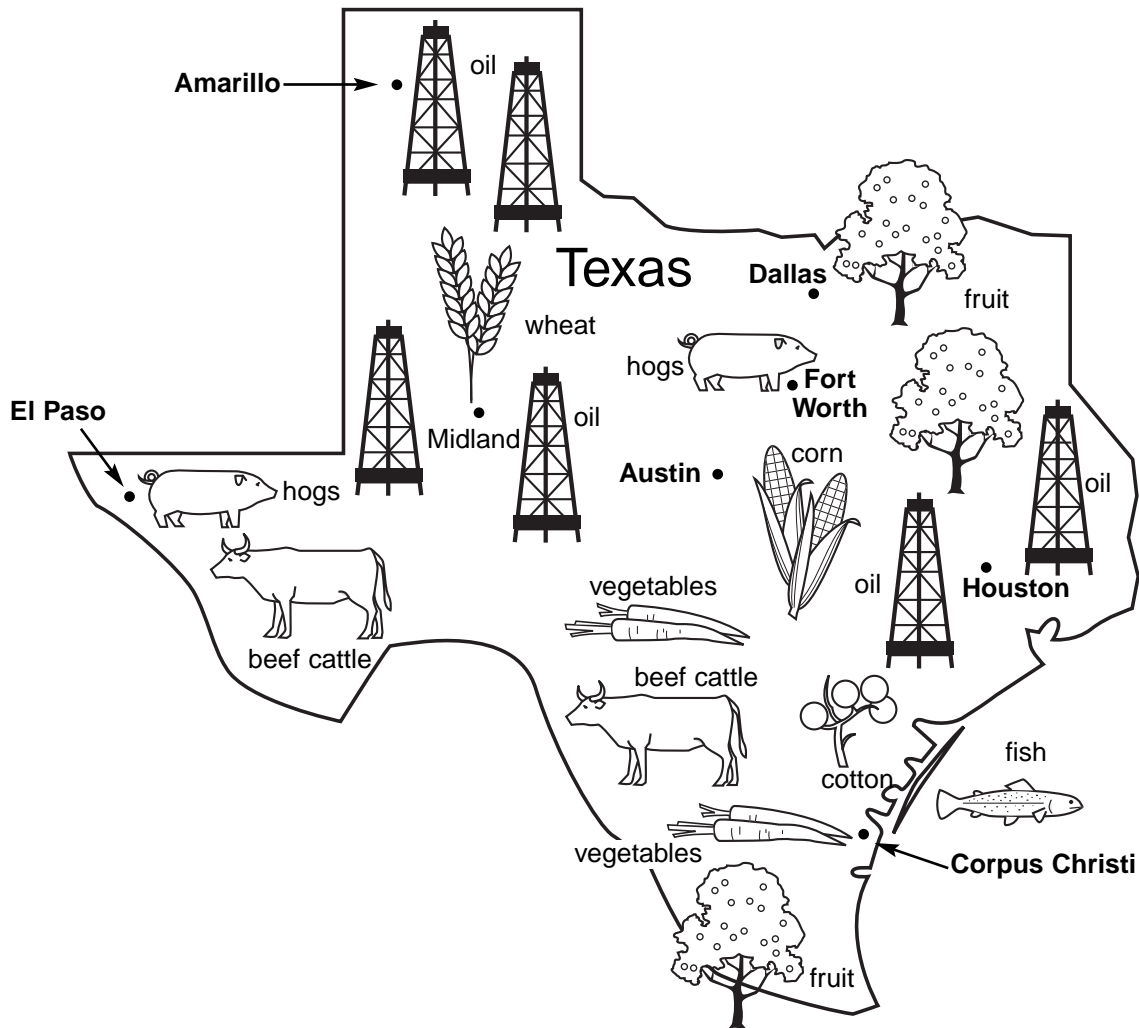 oil
Amarillo
Texas
Dallas
fruit
wheat
hogs
Fort
Worth
El Paso
oil
Midland
corn
Austin
hogs
oil
vegetables
oil
Houston
beef cattle
beef cattle
fish
cotton
vegetables
Corpus Christi
fruit